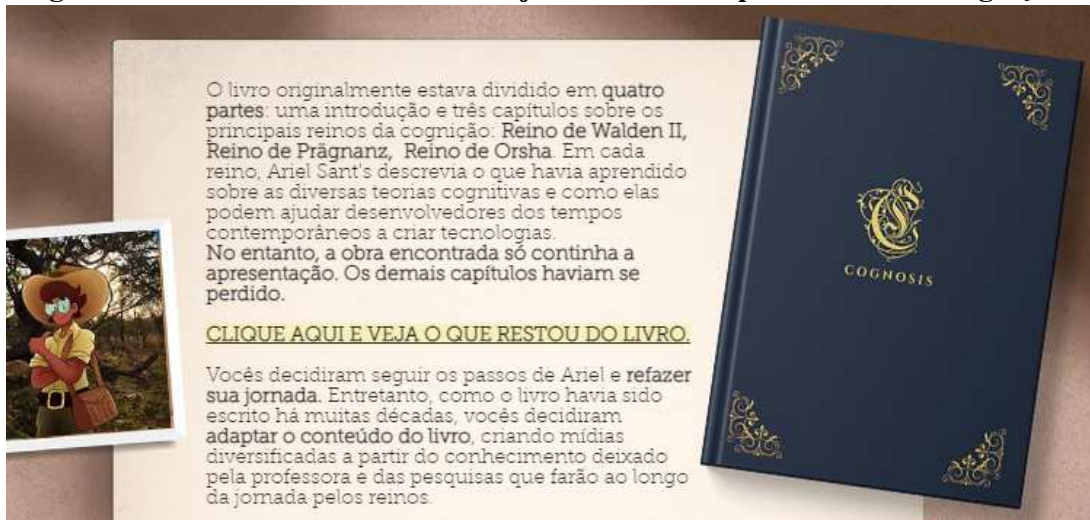 O livro originalmente estava dividido em quatro
partes: uma introdução e três capítulos sobre os
principais reinos da cognição: Reino de Walden II,
Reino de Prägnanz, Reino de Orsha. Em cada
reino, Ariel Sant's descrevia o que havia aprendido
sobre as diversas teorias cognitivas e como elas
podem ajudar desenvolvedores dos tempos
contemporâneos a criar tecnologias.
No entanto, a obra encontrada só continha a
apresentação. Os demais capítulos haviam se
perdido.
CLIQUE AQUI E VEJA O QUE RESTOU DO LIVRO.
Vocês decidiram seguir os passos de Ariel e refazer
sua jornada. Entretanto, como o livro havia sido
escrito há muitas décadas, vocês decidiram
adaptar o conteúdo do livro, criando mídias
diversificadas a partir do conhecimento deixado
pela professora e das pesquisas que farão ao longo
da jornada pelos reinos.
COGNOSIS